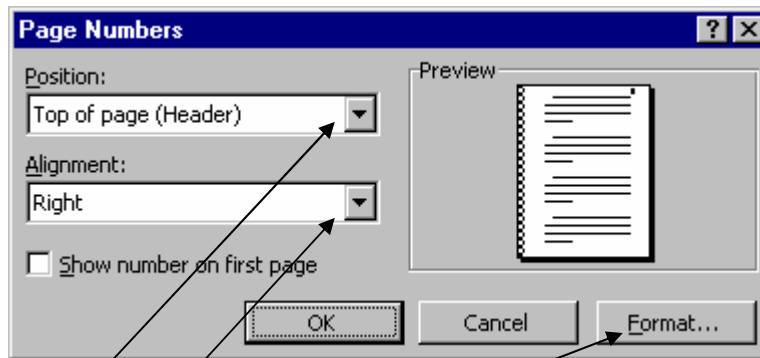 Page Numbers
Position:
Top of page (Header)
Alignment:
Right
Show number on first page
Preview
OK
Cancel
Format...